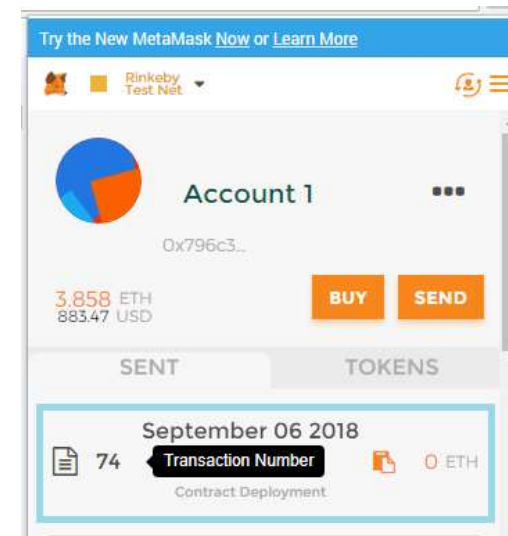 Try the New MetaMask Now or Learn More
Rinkeby
Test Net
Account 1
0x796c3...
3.858 ETH
883.47 USD
BUY
SEND
SENT
TOKENS
September 06 2018
74
Transaction Number
0 ETH
Contract Deployment